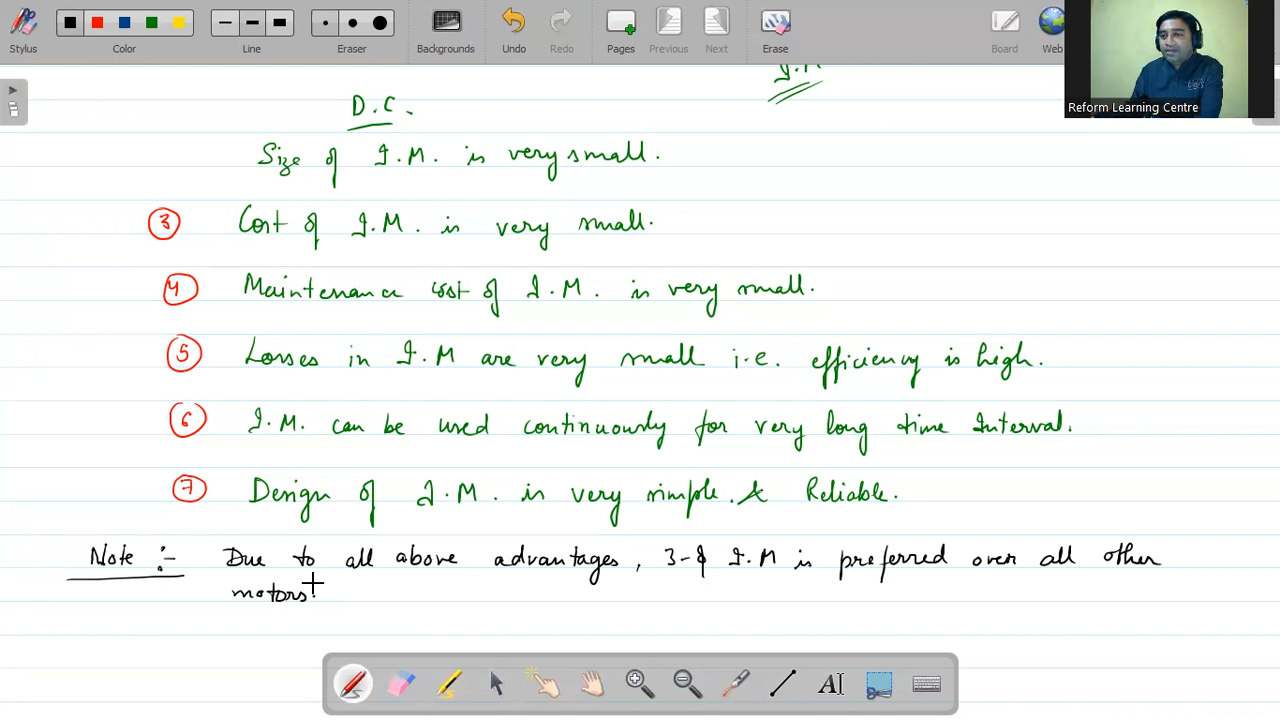 Stylus
Color
Line
Eraser
Backgrounds
Undo
Redo
Pages
Previous
Next
Erase
Board
Web
Reform Learning Centre
I.M
D.C.
Size of I.M. is very small.
3 Cost of I.M. is very small.
4 Maintenance cost of I.M. is very small.
5 Losses in I.M are very small i.e. efficiency is high.
6 I.M. can be used continuously for very long time Interval.
7 Design of I.M. is very simple. & Reliable.
Note :- Due to all above advantages, 3-ϕ I.M is preferred over all other
motors.
AI